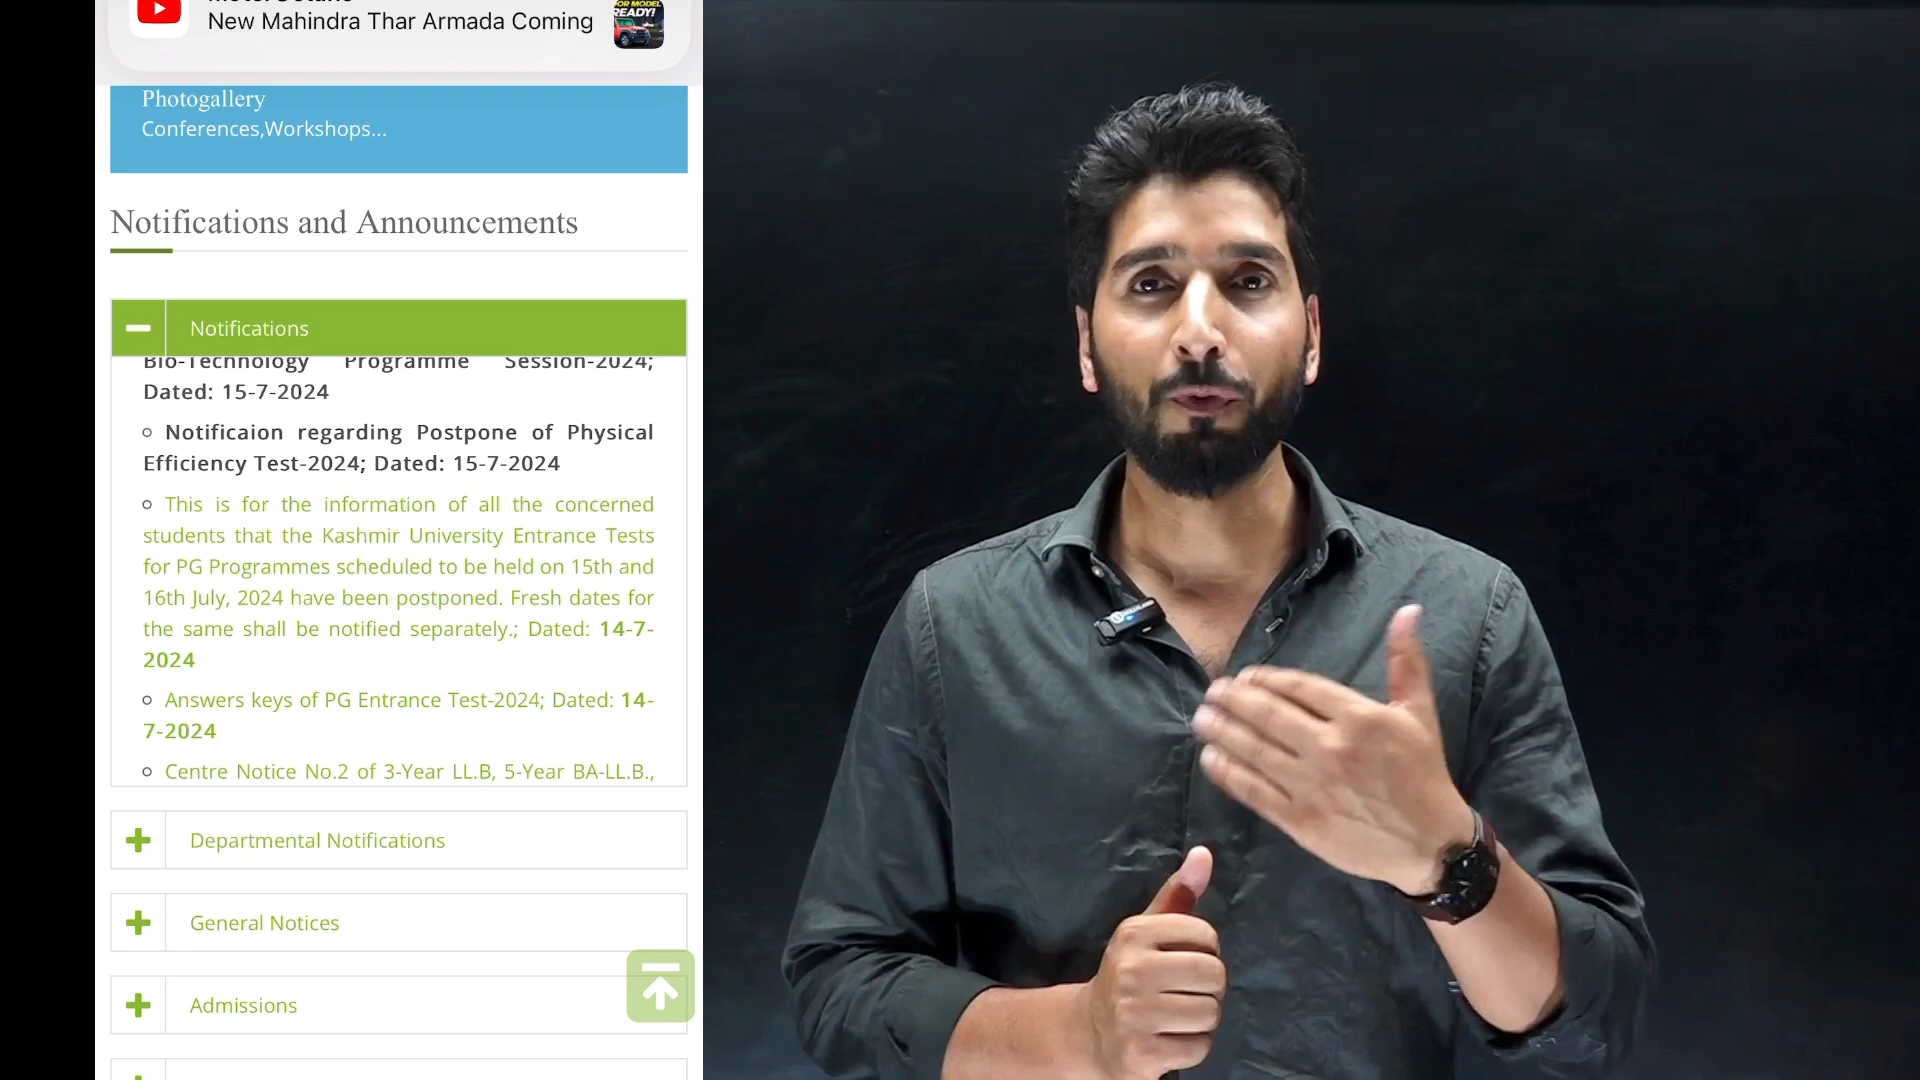 New Mahindra Thar Armada Coming
READY!
Photogallery
Conferences,Workshops...
Notifications and Announcements
Notifications
Bio-Technology Programme Session-2024;
Dated: 15-7-2024
Notificaion regarding Postpone of Physical
Efficiency Test-2024; Dated: 15-7-2024
This is for the information of all the concerned
students that the Kashmir University Entrance Tests
for PG Programmes scheduled to be held on 15th and
16th July, 2024 have been postponed. Fresh dates for
the same shall be notified separately.; Dated: 14-7-
2024
Answers keys of PG Entrance Test-2024; Dated: 14-
7-2024
Centre Notice No.2 of 3-Year LL.B, 5-Year BA-LL.B.,
Departmental Notifications
General Notices
Admissions